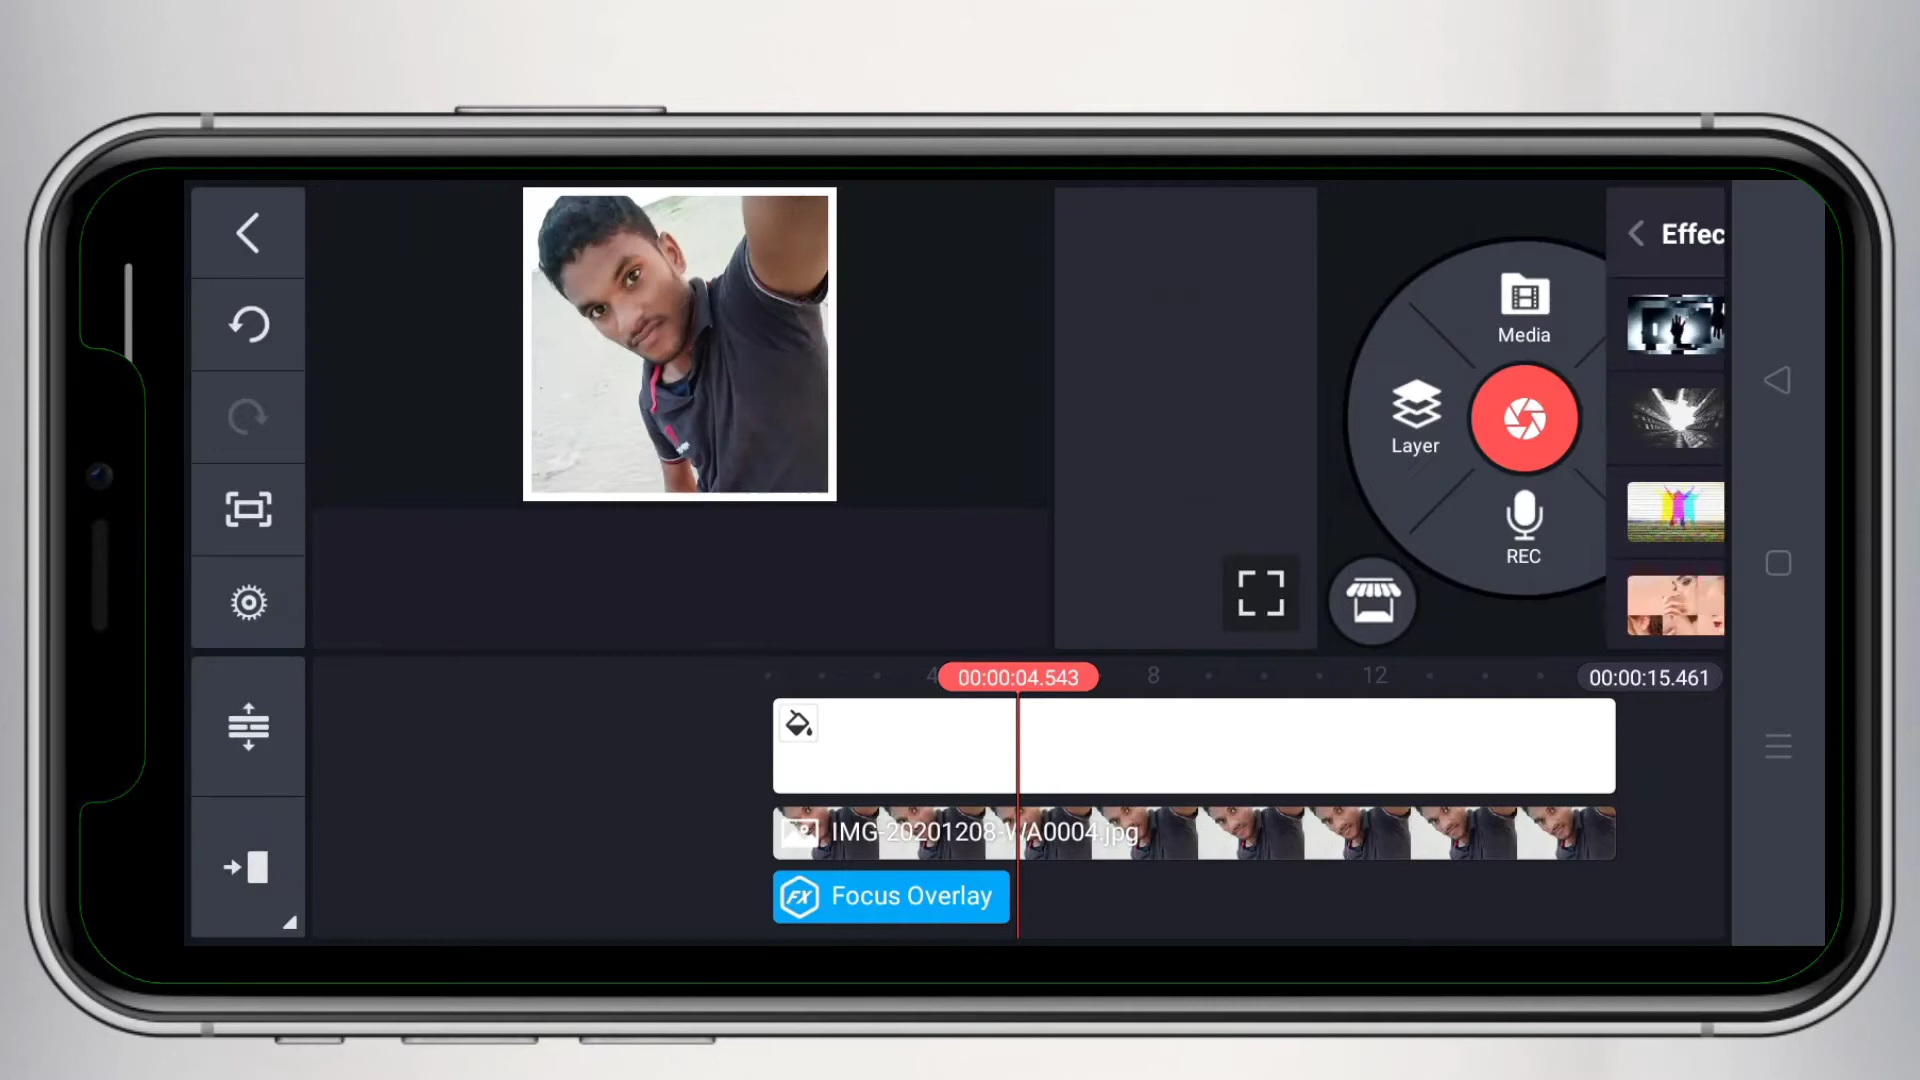 Effec
Media
Layer
REC
4
00:00:04.543
8
12
00:00:15.461
IMG-20201208-WA0004.jpg
FX Focus Overlay